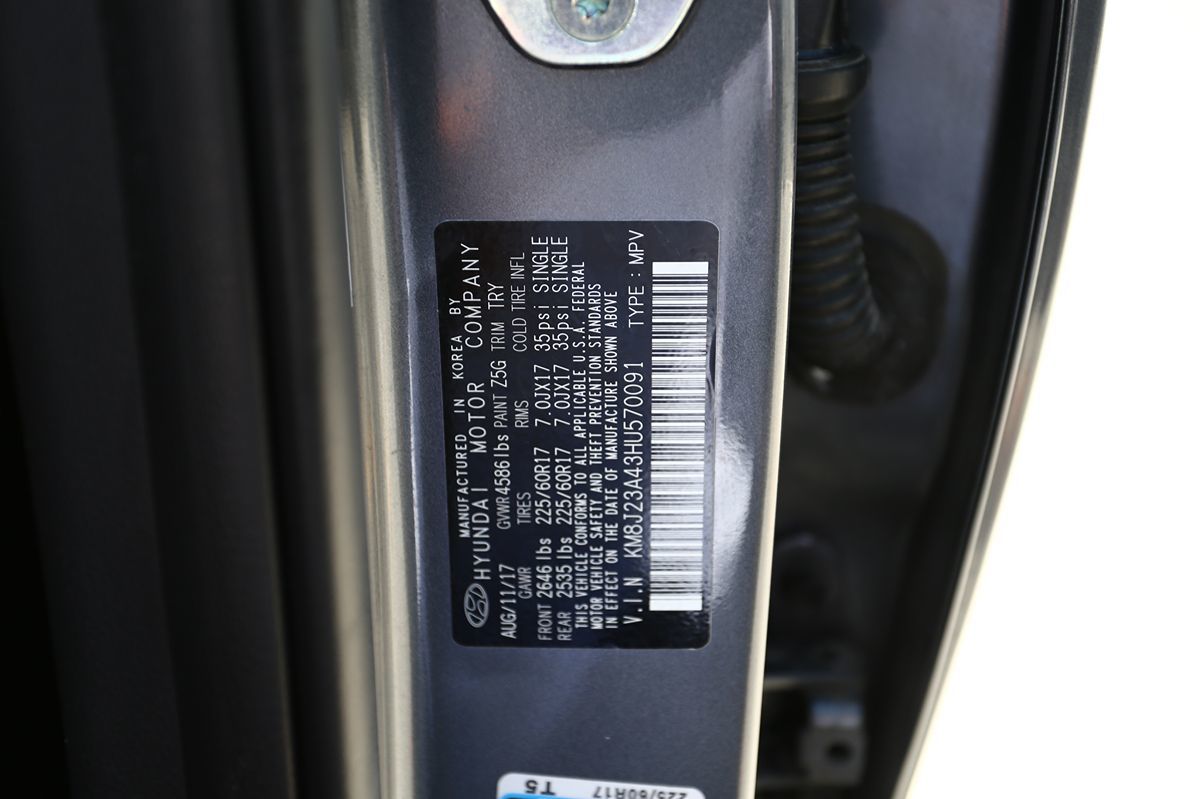 MANUFACTURED IN KOREA BY
HYUNDAI MOTOR COMPANY
AUG/11/17 GVWR 4586 lbs PAINT Z5G TRIM TRY
GAWR TIRES RIMS COLD TIRE INFL
FRONT 2646 lbs 225/60R17 7.0JX17 35psi SINGLE
REAR 2535 lbs 225/60R17 7.0JX17 35psi SINGLE
THIS VEHICLE CONFORMS TO ALL APPLICABLE U.S.A. FEDERAL
MOTOR VEHICLE SAFETY AND THEFT PREVENTION STANDARDS
IN EFFECT ON THE DATE OF MANUFACTURE SHOWN ABOVE
V.I.N KM8J23A43HU570091 TYPE : MPV
T5
225/60R17